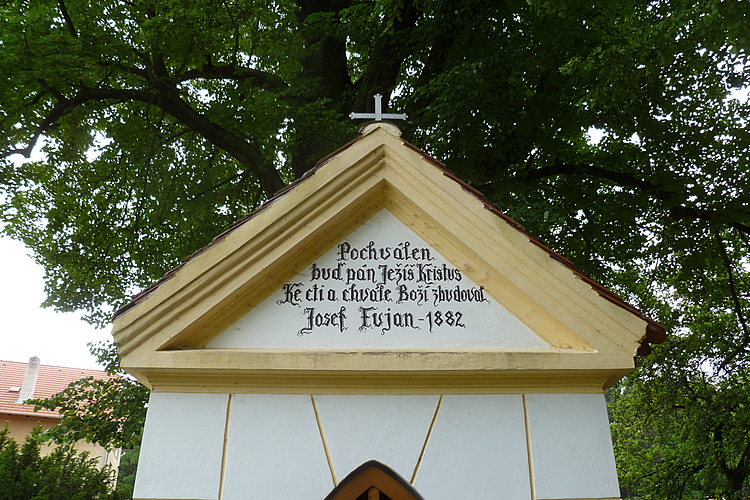 Pochválen
buď pán Ježíš Kristus
Ke cti a chvále Boží zbudoval
Josef Fujan-1882